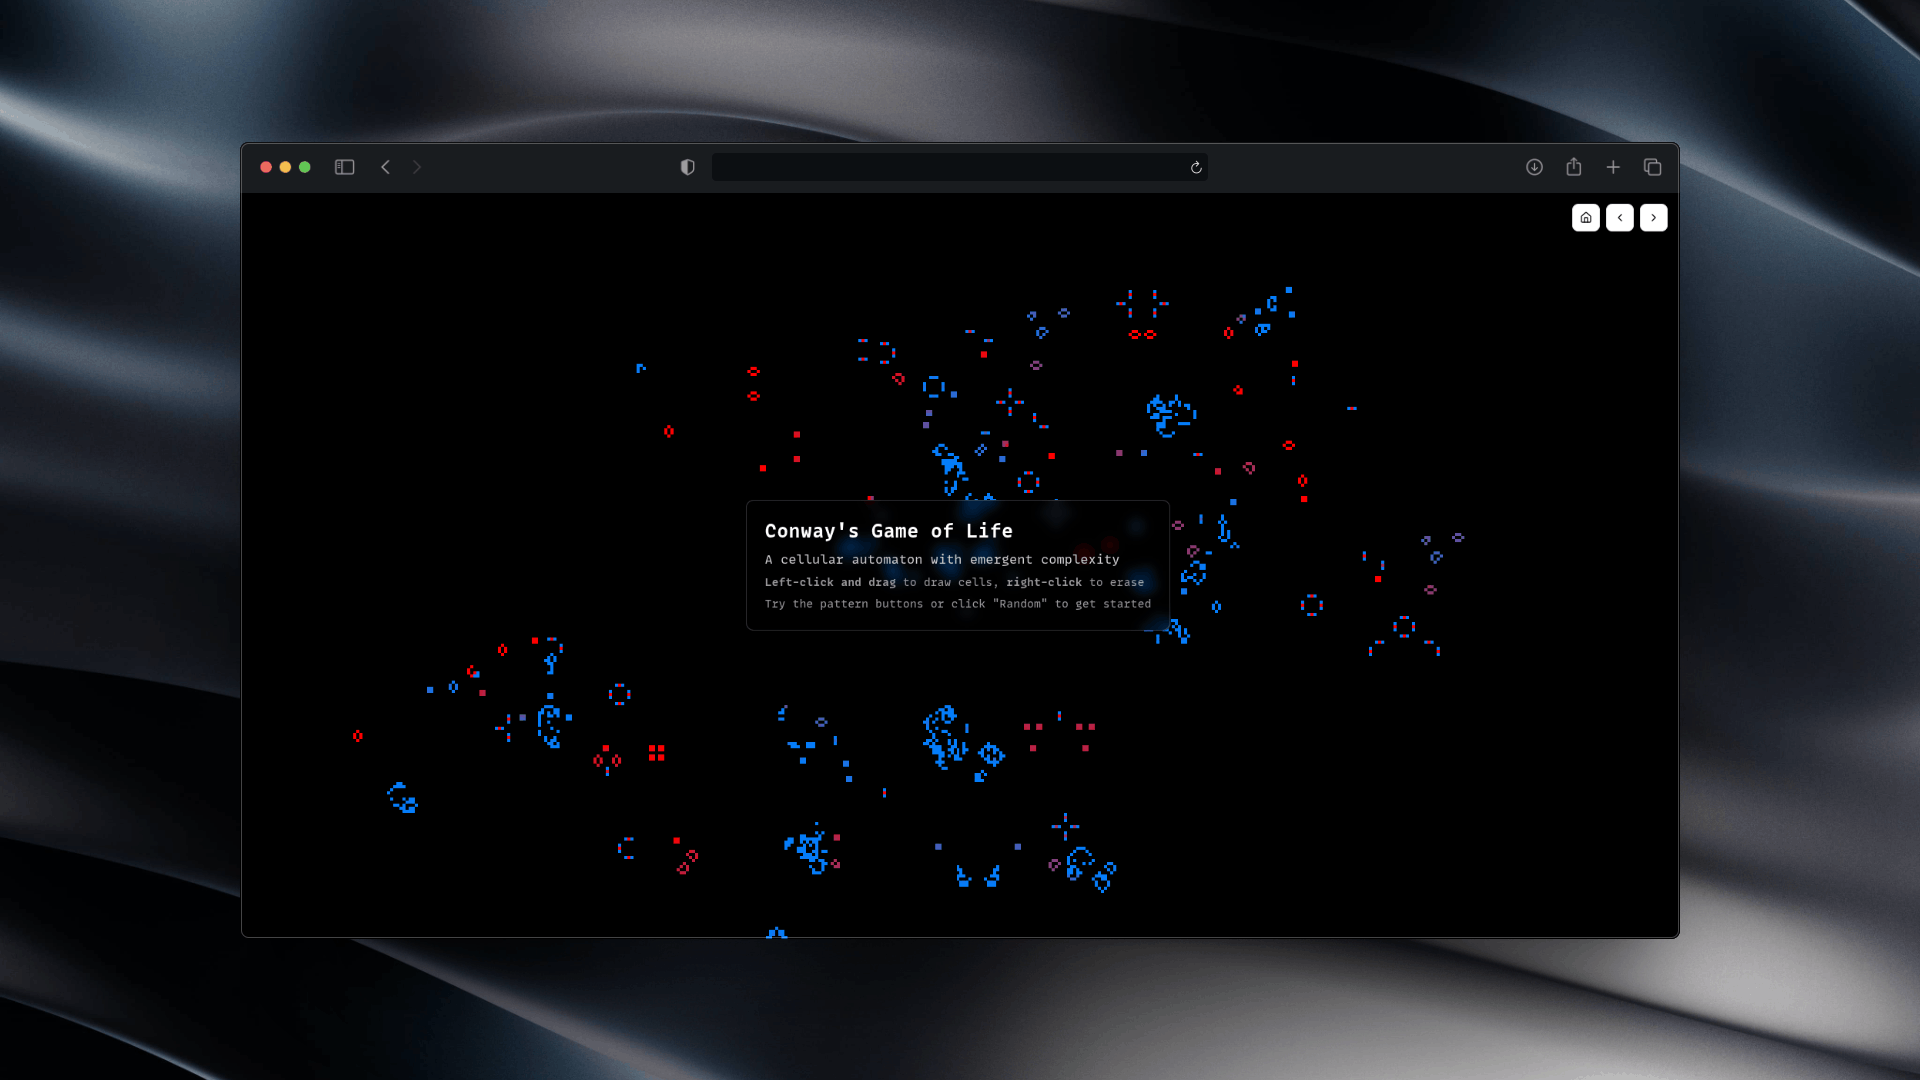 Conway's Game of Life
A cellular automaton with emergent complexity
Left-click and drag to draw cells, right-click to erase
Try the pattern buttons or click "Random" to get started